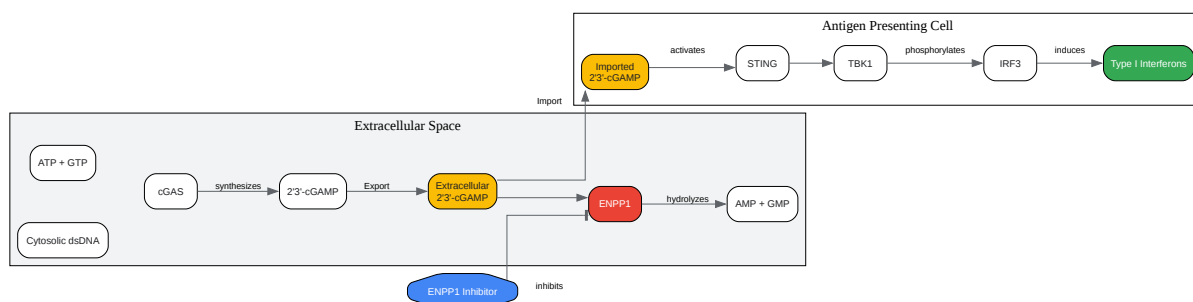 Antigen Presenting Cell
activates
phosphorylates
induces
Imported
2'3'-cGAMP
STING
TBK1
IRF3
Type I Interferons
Import
Extracellular Space
ATP + GTP
cGAS
synthesizes
2'3'-cGAMP
Export
Extracellular
2'3'-cGAMP
ENPP1
hydrolyzes
AMP + GMP
Cytosolic dsDNA
ENPP1 Inhibitor
inhibits